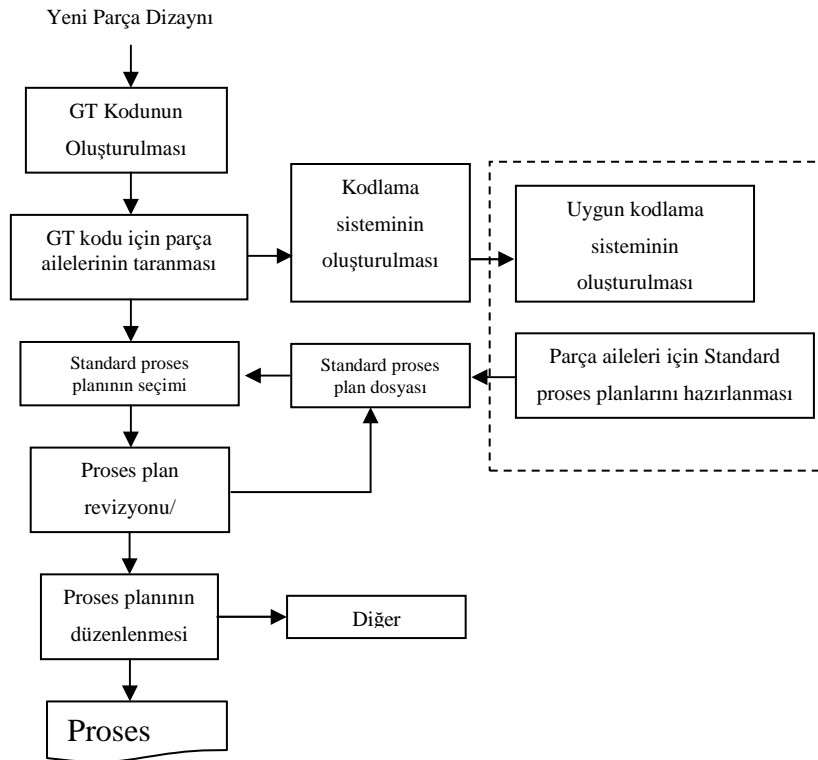 Yeni Parça Dizaynı
GT Kodunun
Oluşturulması
GT kodu için parça
ailelerinin taranması
Kodlama
sisteminin
oluşturulması
Uygun kodlama
sisteminin
oluşturulması
Standard proses
planının seçimi
Standard proses
plan dosyası
Parça aileleri için Standard
proses planlarını hazırlanması
Proses plan
revizyonu/
Proses planının
düzenlenmesi
Diğer
Proses